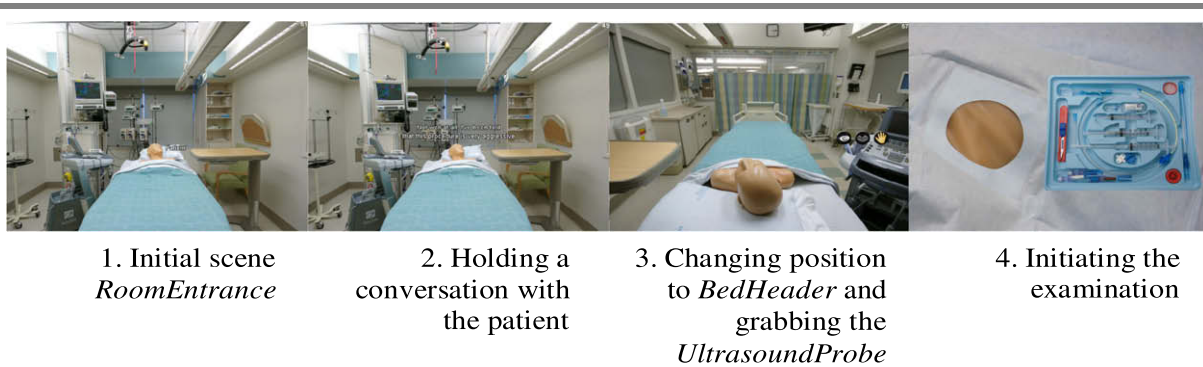 Patient
1. Initial scene
RoomEntrance
2. Holding a
conversation with
the patient
3. Changing position
to BedHeader and
grabbing the
UltrasoundProbe
4. Initiating the
examination